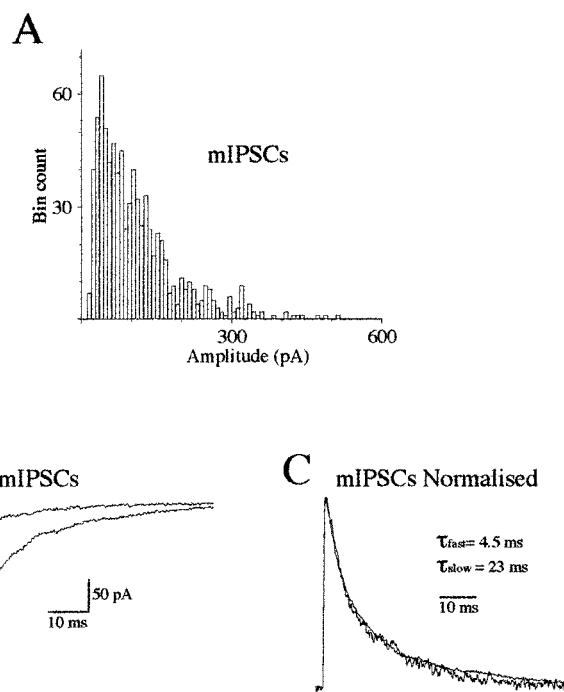 A
60
mIPSCs
Bin count
30
300
600
Amplitude (pA)
mIPSCs
C
mIPSCs Normalised
τfast= 4.5 ms
τslow = 23 ms
50 pA
10 ms
10 ms